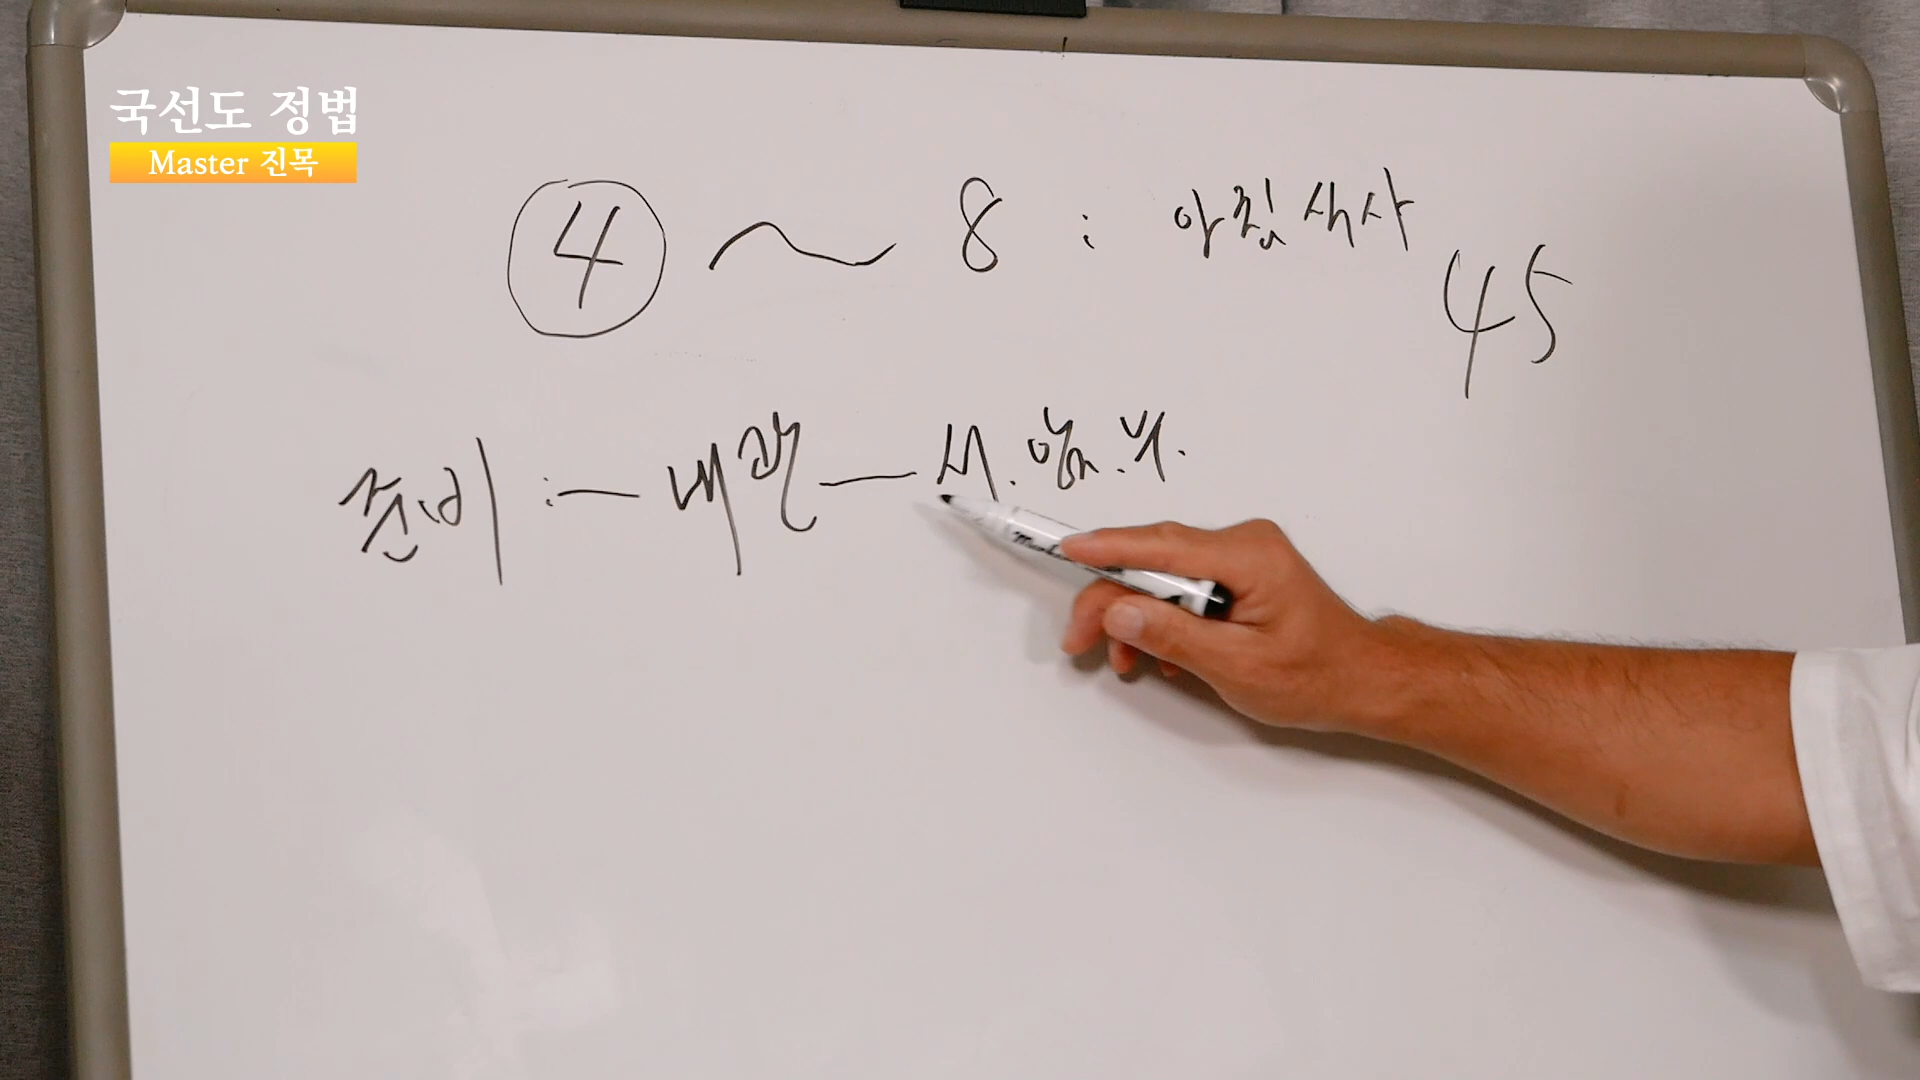 국선도 정법
Master 진목
4 ~ 8 : 아침 식사
45
준비 : — 내관 —